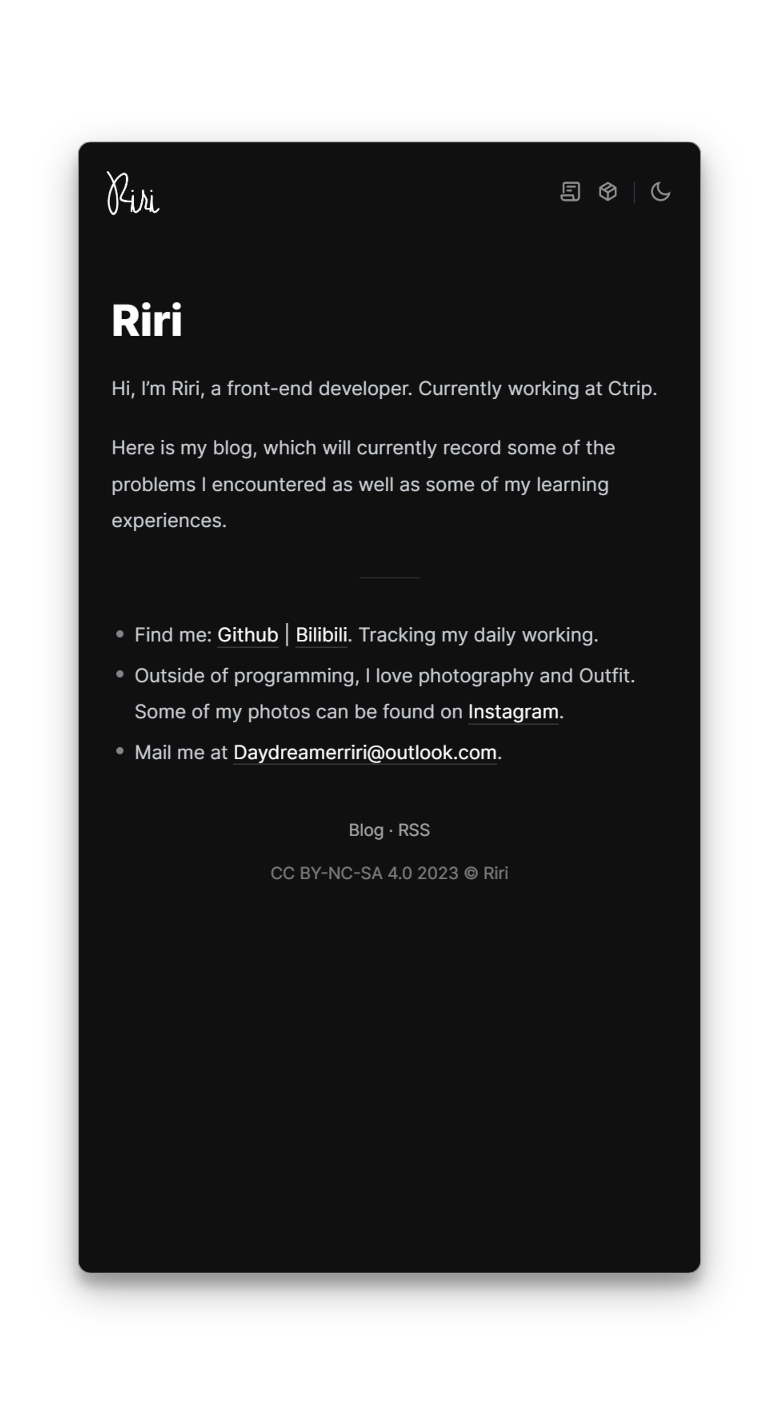 Riri
Riri
Hi, I’m Riri, a front-end developer. Currently working at Ctrip.
Here is my blog, which will currently record some of the
problems I encountered as well as some of my learning
experiences.
Find me: Github | Bilibili. Tracking my daily working.
Outside of programming, I love photography and Outfit.
Some of my photos can be found on Instagram.
Mail me at Daydreamerriri@outlook.com.
Blog · RSS
CC BY-NC-SA 4.0 2023 © Riri